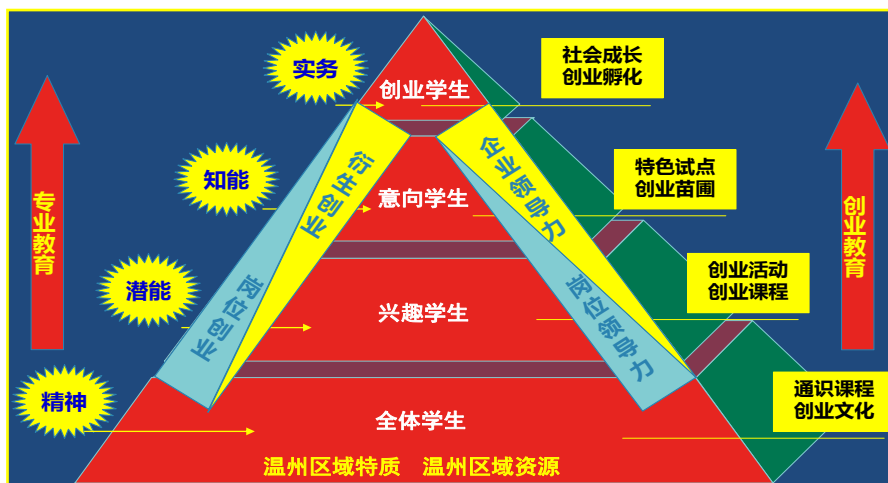 实务
创业学生
社会成长
创业孵化
知能
衍生创业
企业领导力
意向学生
特色试点
创业苗圃
专业教育
创业教育
潜能
岗位创业
岗位领导力
兴趣学生
创业活动
创业课程
精神
全体学生
通识课程
创业文化
温州区域特质 温州区域资源